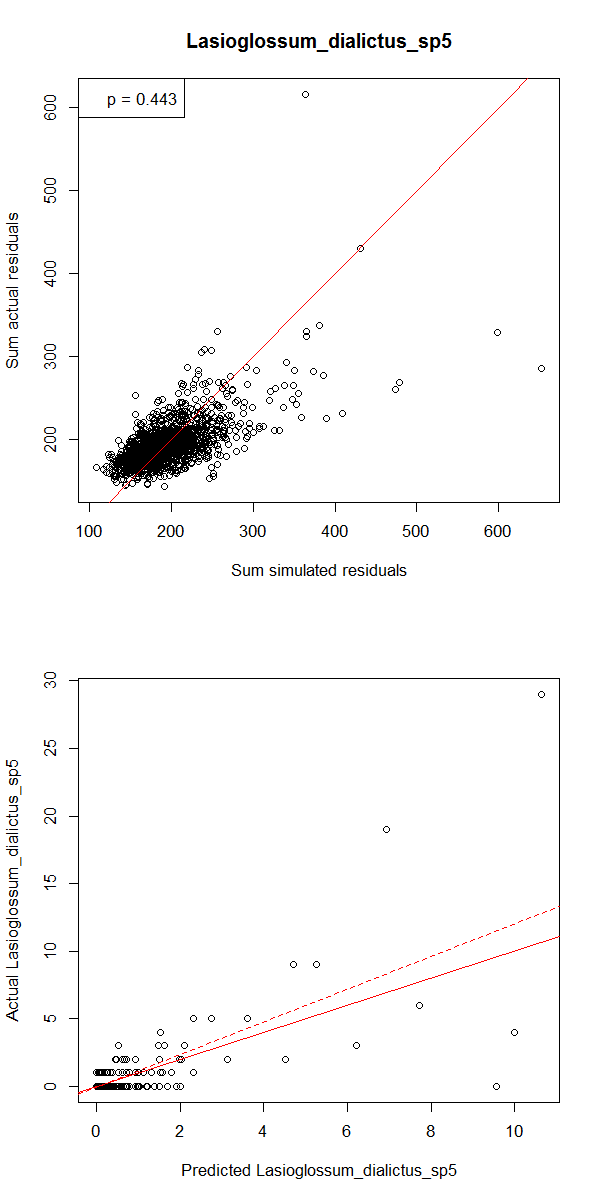 Lasioglossum_dialictus_sp5
p = 0.443
Sum actual residuals
600
500
400
300
200
100 200 300 400 500 600
Sum simulated residuals
Actual Lasioglossum_dialictus_sp5
30
25
20
15
10
5
0
0 2 4 6 8 10
Predicted Lasioglossum_dialictus_sp5